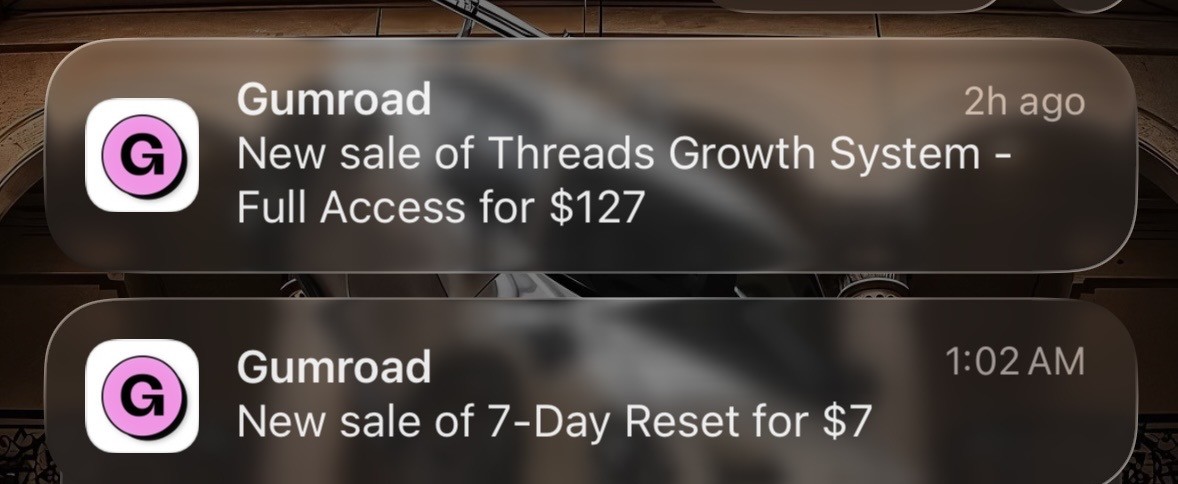 Gumroad
2h ago
New sale of Threads Growth System -
Full Access for $127
Gumroad
1:02 AM
New sale of 7-Day Reset for $7